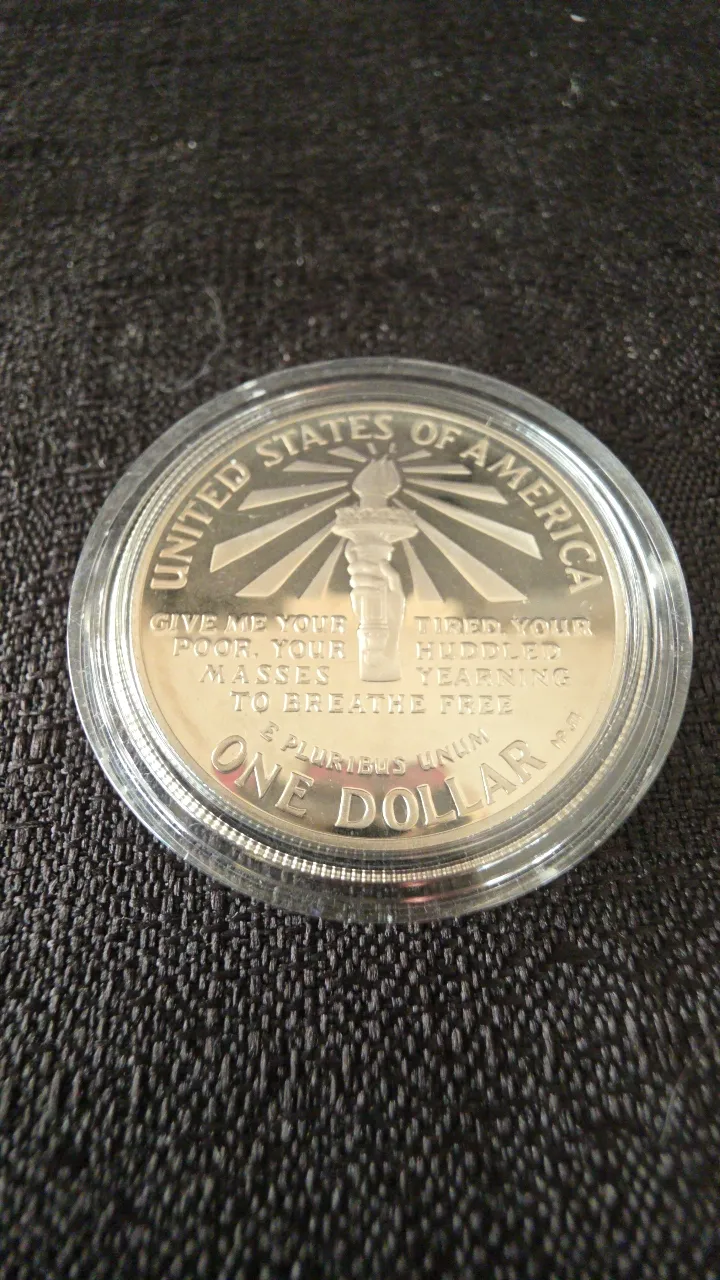 UNITED STATES OF AMERICA
GIVE ME YOUR TIRED, YOUR
POOR, YOUR HUDDLED
MASSES YEARNING
TO BREATHE FREE
E PLURIBUS UNUM
ONE DOLLAR